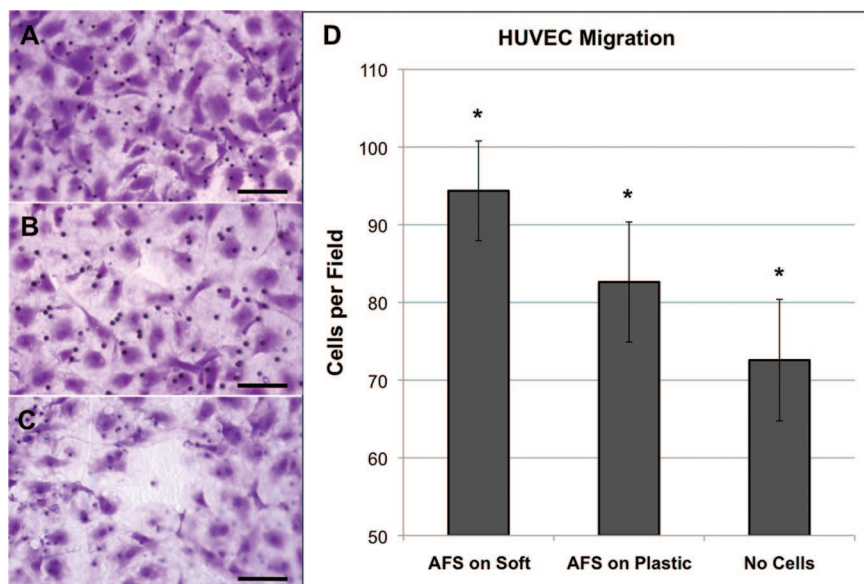 A
B
C
D
HUVEC Migration
Cells per Field
110
100
90
80
70
60
50
*
*
*
AFS on Soft
AFS on Plastic
No Cells